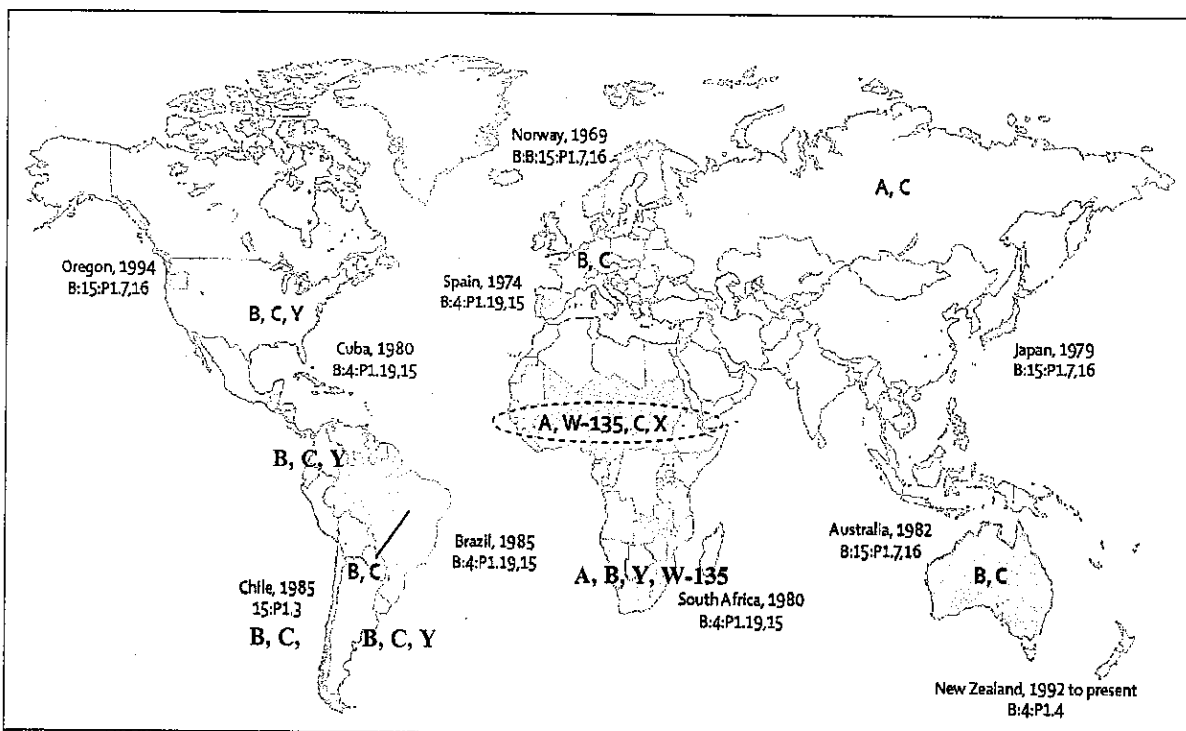 Norway, 1969
B:B:15:P1.7,16
A, C
Oregon, 1994
B:15:P1.7,16
B, C
Spain, 1974
B:4:P1.19,15
B, C, Y
Cuba, 1980
B:4:P1.19,15
Japan, 1979
B:15:P1.7,16
A, W-135, C, X
B, C, Y
Brazil, 1985
B:4:P1.19,15
Australia, 1982
B:15:P1.7,16
B, C
A, B, Y, W-135
B, C
Chile, 1985
15:P1.3
South Africa, 1980
B:4:P1.19,15
B, C,
B, C, Y
New Zealand, 1992 to present
B:4:P1.4